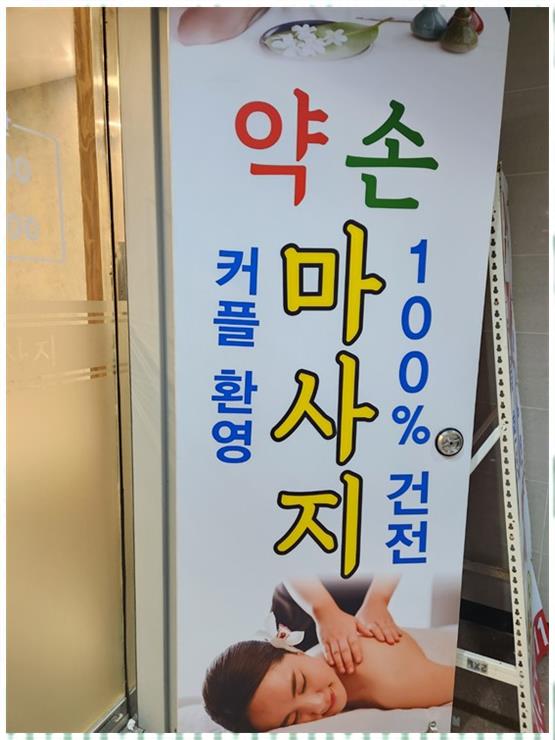 약손
마사지
100% 건전
커플 환영